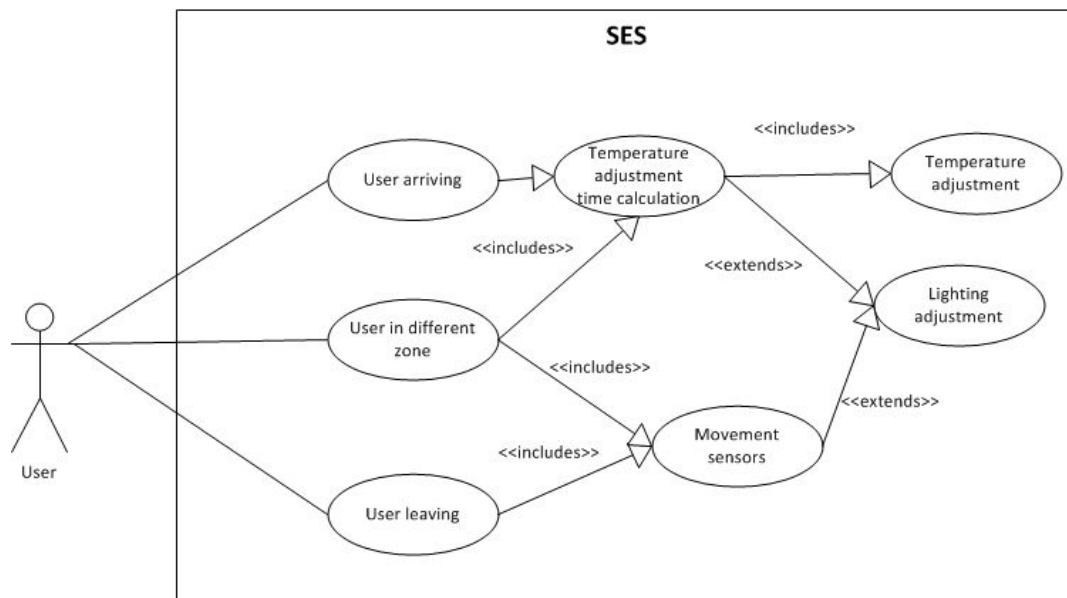 SES
<<includes>>
User arriving
Temperature
adjustment
time calculation
Temperature
adjustment
<<includes>>
<<extends>>
User in different
zone
Lighting
adjustment
<<includes>>
<<extends>>
Movement
sensors
<<includes>>
User
User leaving